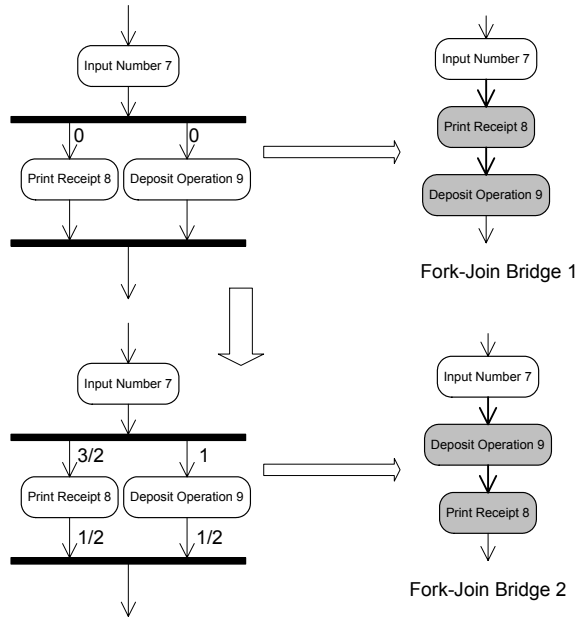 Input Number 7
0
0
Print Receipt 8
Deposit Operation 9
Input Number 7
Print Receipt 8
Deposit Operation 9
Fork-Join Bridge 1
Input Number 7
3/2
1
Print Receipt 8
Deposit Operation 9
1/2
1/2
Input Number 7
Deposit Operation 9
Print Receipt 8
Fork-Join Bridge 2